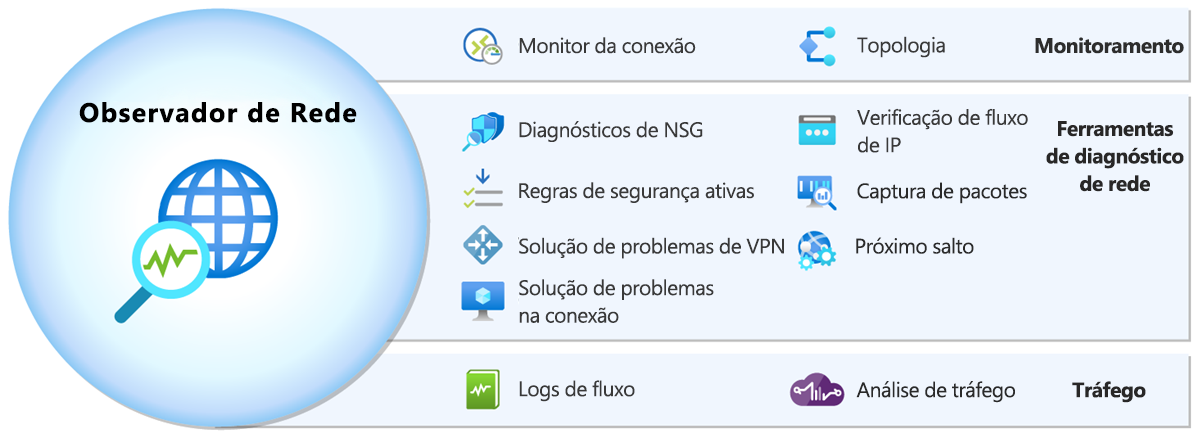 Observador de Rede
Monitor da conexão
Topologia
Monitoramento
Diagnósticos de NSG
Verificação de fluxo
de IP
Ferramentas
de diagnóstico
de rede
Regras de segurança ativas
Captura de pacotes
Solução de problemas de VPN
Próximo salto
Solução de problemas
na conexão
Logs de fluxo
Análise de tráfego
Tráfego